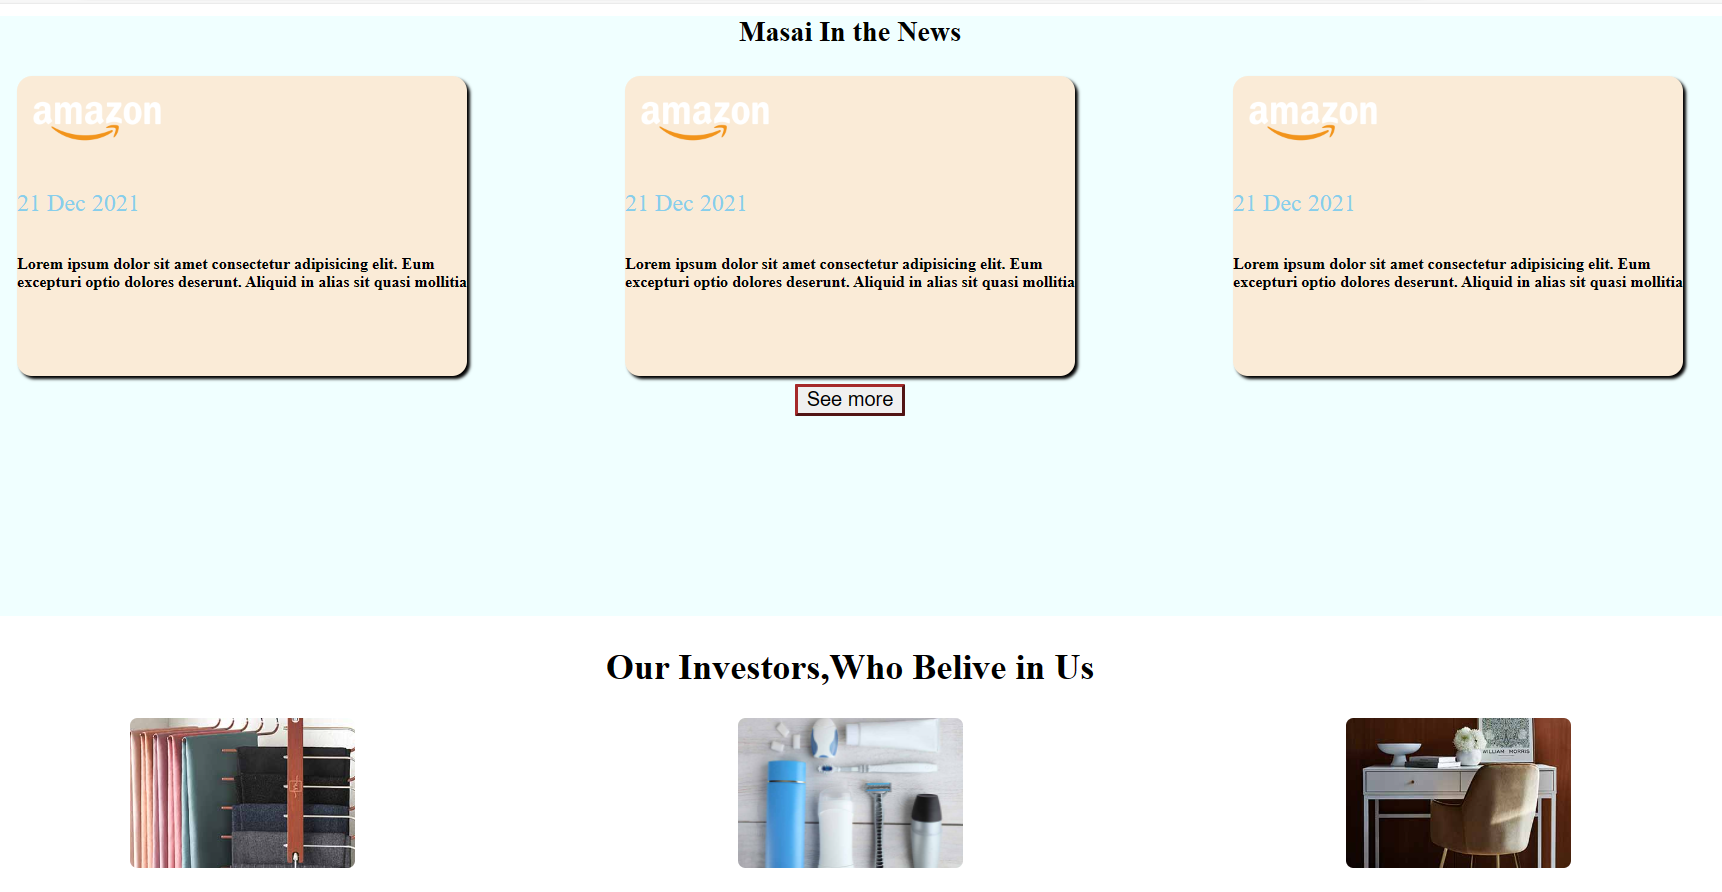 Masai In the News
amazon
21 Dec 2021
Lorem ipsum dolor sit amet consectetur adipisicing elit. Eum
excepturi optio dolores deserunt. Aliquid in alias sit quasi mollitia
amazon
21 Dec 2021
Lorem ipsum dolor sit amet consectetur adipisicing elit. Eum
excepturi optio dolores deserunt. Aliquid in alias sit quasi mollitia
amazon
21 Dec 2021
Lorem ipsum dolor sit amet consectetur adipisicing elit. Eum
excepturi optio dolores deserunt. Aliquid in alias sit quasi mollitia
See more
Our Investors,Who Belive in Us
WILLIAM MORRIS